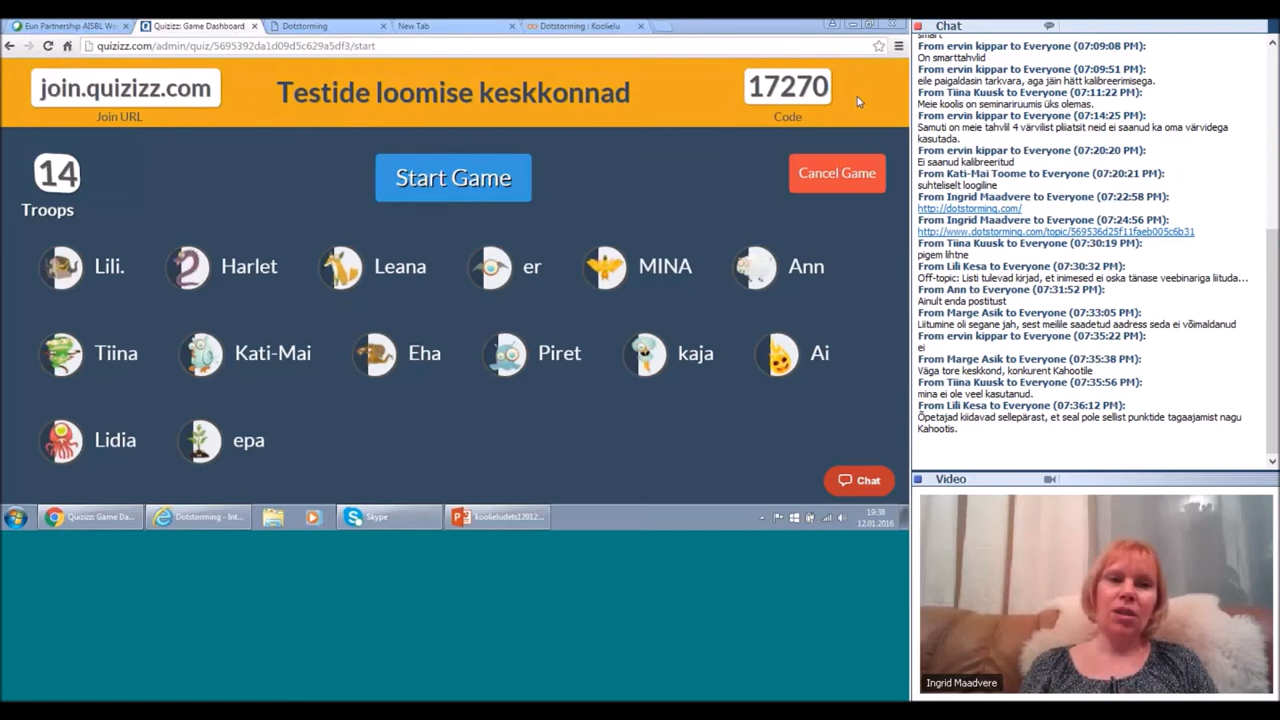 Eun Partnership AISBL W
Quizizz: Game Dashboard
Dotstorming
New Tab
Dotstorming | Koolielu
quizizz.com/admin/quiz/5695392da1d09d5c629a5df3/start
join.quizizz.com
Join URL
Testide loomise keskkonnad
17270
Code
14
Troops
Start Game
Cancel Game
Lili.
Harlet
Leana
er
MINA
Ann
Tiina
Kati-Mai
Eha
Piret
kaja
Ai
Lidia
epa
Chat
Quizizz: Game Da...
Dotstorming - Int...
Skype
koolieludets12012...
19:38
12.01.2016
Chat
smart
From ervin kippar to Everyone (07:09:08 PM):
On smarttahvlid
From ervin kippar to Everyone (07:09:51 PM):
eile paigaldasin tarkvara, aga jäin hätt kalibreerimisega.
From Tiina Kuusk to Everyone (07:11:22 PM):
Meie koolis on seminariruumis üks olemas.
From ervin kippar to Everyone (07:14:25 PM):
Samuti on meie tahvlil 4 värvilist pliiatsit neid ei saanud ka oma värvidega
kasutada.
From ervin kippar to Everyone (07:20:20 PM):
Ei saanud kalibreeritud
From Kati-Mai Toome to Everyone (07:20:21 PM):
suhteliselt loogiline
From Ingrid Maadvere to Everyone (07:22:58 PM):
http://dotstorming.com/
From Ingrid Maadvere to Everyone (07:24:56 PM):
http://www.dotstorming.com/topic/569536d25f11faeb005c6b31
From Tiina Kuusk to Everyone (07:30:19 PM):
pigem lihtne
From Lili Kesa to Everyone (07:30:32 PM):
Off-topic: Listi tulevad kirjad, et inimesed ei oska tänase veebinariga liituda...
From Ann to Everyone (07:31:52 PM):
Ainult enda postitust
From Marge Asik to Everyone (07:33:05 PM):
Liitumine oli segane jah, sest meilile saadetud aadress seda ei võimaldanud
From ervin kippar to Everyone (07:35:22 PM):
ei
From Marge Asik to Everyone (07:35:38 PM):
Väga tore keskkond, konkurent Kahootile
From Tiina Kuusk to Everyone (07:35:56 PM):
mina ei ole veel kasutanud.
From Lili Kesa to Everyone (07:36:12 PM):
Õpetajad kiidavad sellepärast, et seal pole sellist punktide tagaajamist nagu
Kahootis.
Video
Ingrid Maadvere